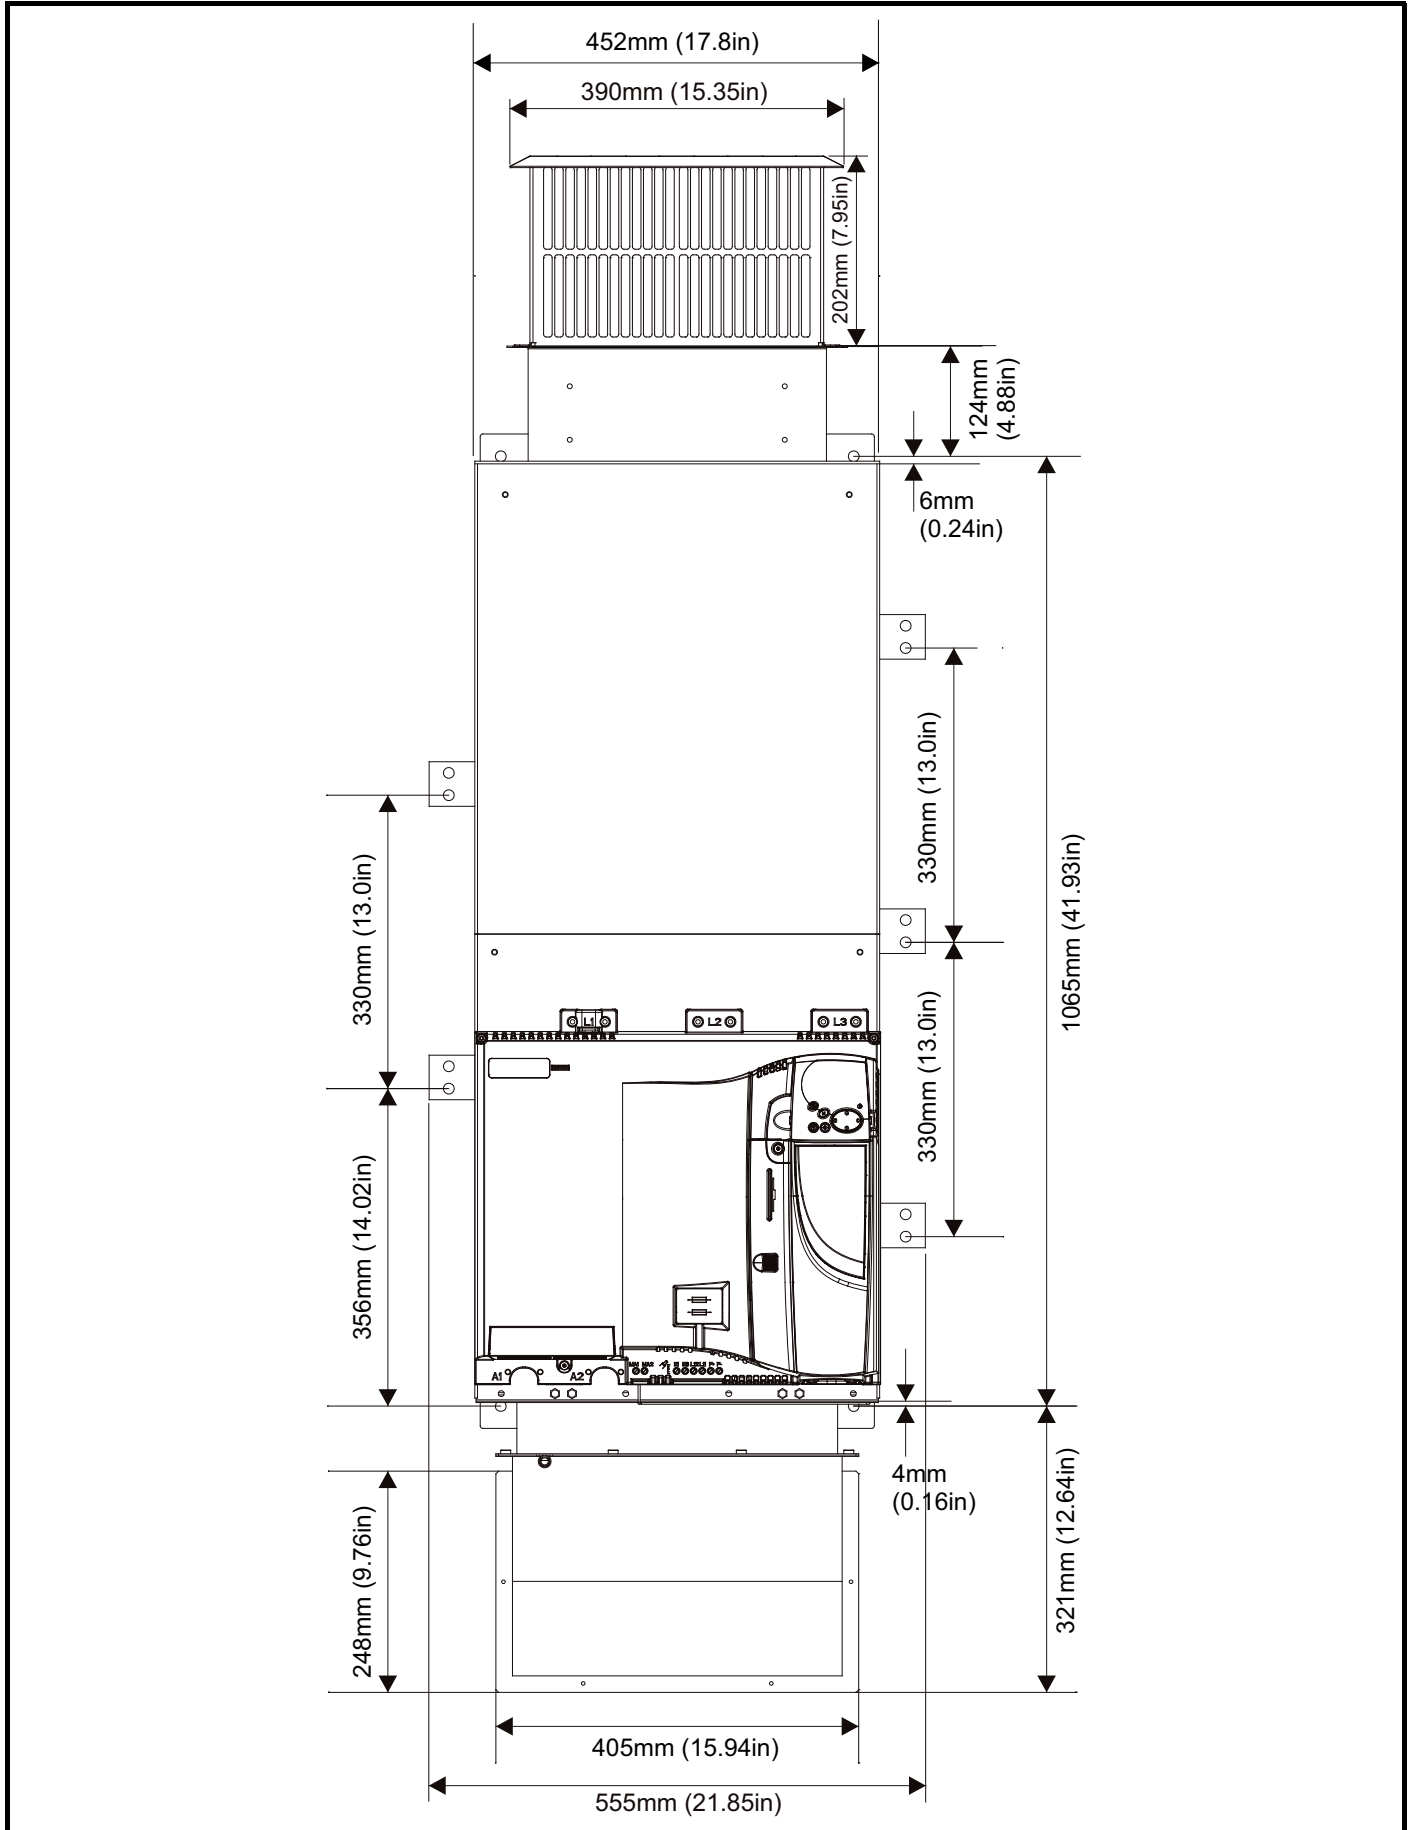 452mm (17.8in)
390mm (15.35in)
202mm (7.95in)
124mm
(4.88in)
6mm
(0.24in)
330mm (13.0in)
1065mm (41.93in)
330mm (13.0in)
L1
L2
L3
330mm (13.0in)
356mm (14.02in)
A1
A2
MA1 MA2
4mm
(0.16in)
321mm (12.64in)
248mm (9.76in)
405mm (15.94in)
555mm (21.85in)